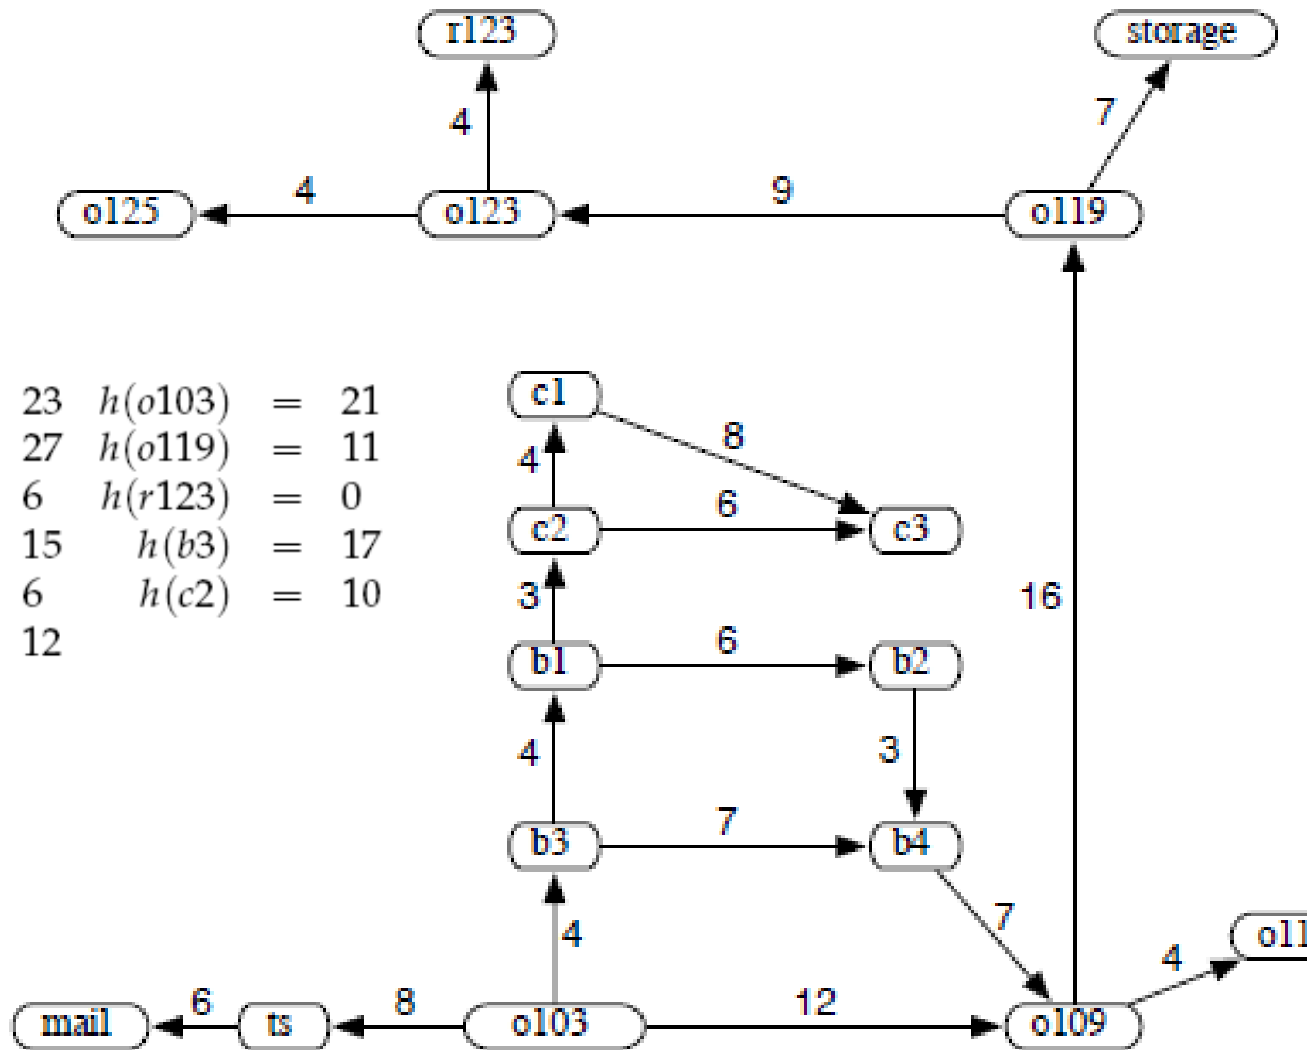 r123
storage
4
7
4
9
o125
o123
o119
23 h(o103) = 21
27 h(o119) = 11
6 h(r123) = 0
15 h(b3) = 17
6 h(c2) = 10
12
c1
8
4
6
c2
c3
3
16
6
b1
b2
4
3
7
b3
b4
7
4
4
6
8
12
mail
ts
o103
o109